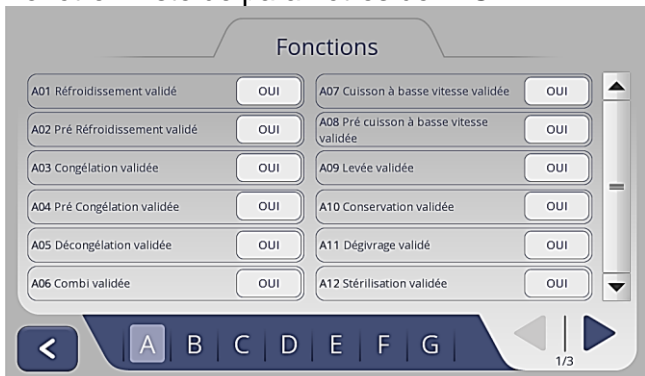 Fonctions
A01 Réfroidissement validé OUI
A07 Cuisson à basse vitesse validée OUI
A02 Pré Réfroidissement validé OUI
A08 Pré cuisson à basse vitesse
validée OUI
A03 Congélation validée OUI
A09 Levée validée OUI
A04 Pré Congélation validée OUI
A10 Conservation validée OUI
A05 Décongélation validée OUI
A11 Dégivrage validé OUI
A06 Combi validée OUI
A12 Stérilisation validée OUI
A B C D E F G
1/3